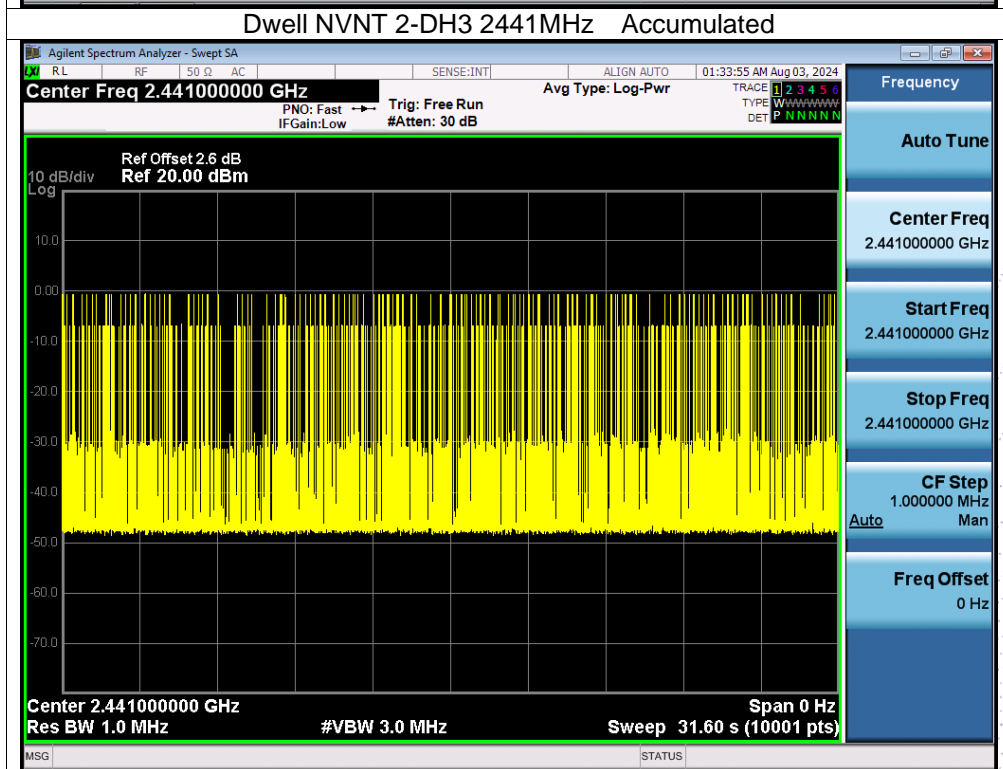 Dwell NVNT 2-DH3 2441MHz Accumulated
Agilent Spectrum Analyzer - Swept SA
LXI RL RF 50 Ω AC SENSE:INT ALIGN AUTO 01:33:55 AM Aug 03, 2024
Center Freq 2.441000000 GHz
PNO: Fast
IFGain:Low
Trig: Free Run
#Atten: 30 dB
Avg Type: Log-Pwr
TRACE 1 2 3 4 5 6
TYPE WWWWWWW
DET P N N N N N
Ref Offset 2.6 dB
10 dB/div Ref 20.00 dBm
Log
10.0
0.00
-10.0
-20.0
-30.0
-40.0
-50.0
-60.0
-70.0
Center 2.441000000 GHz Span 0 Hz
Res BW 1.0 MHz #VBW 3.0 MHz Sweep 31.60 s (10001 pts)
MSG STATUS
Frequency
Auto Tune
Center Freq
2.441000000 GHz
Start Freq
2.441000000 GHz
Stop Freq
2.441000000 GHz
CF Step
1.000000 MHz
Auto Man
Freq Offset
0 Hz